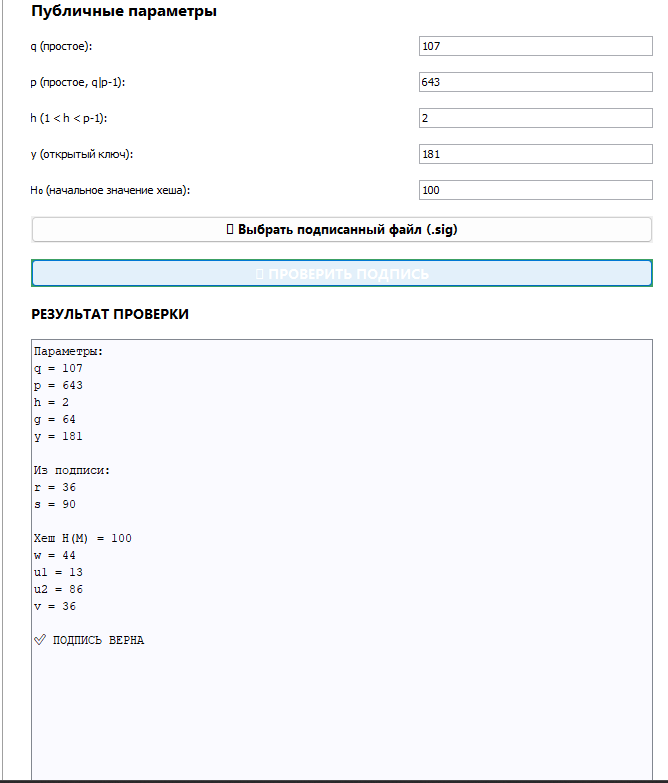 Публичные параметры
q (простое): 107
p (простое, q|p-1): 643
h (1 < h < p-1): 2
y (открытый ключ): 181
H₀ (начальное значение хеша): 100
Выбрать подписанный файл (.sig)
ПРОВЕРИТЬ ПОДПИСЬ
РЕЗУЛЬТАТ ПРОВЕРКИ
Параметры:
q = 107
p = 643
h = 2
g = 64
y = 181
Из подписи:
r = 36
s = 90
Хеш H(M) = 100
w = 44
u1 = 13
u2 = 86
v = 36
✅ ПОДПИСЬ ВЕРНА